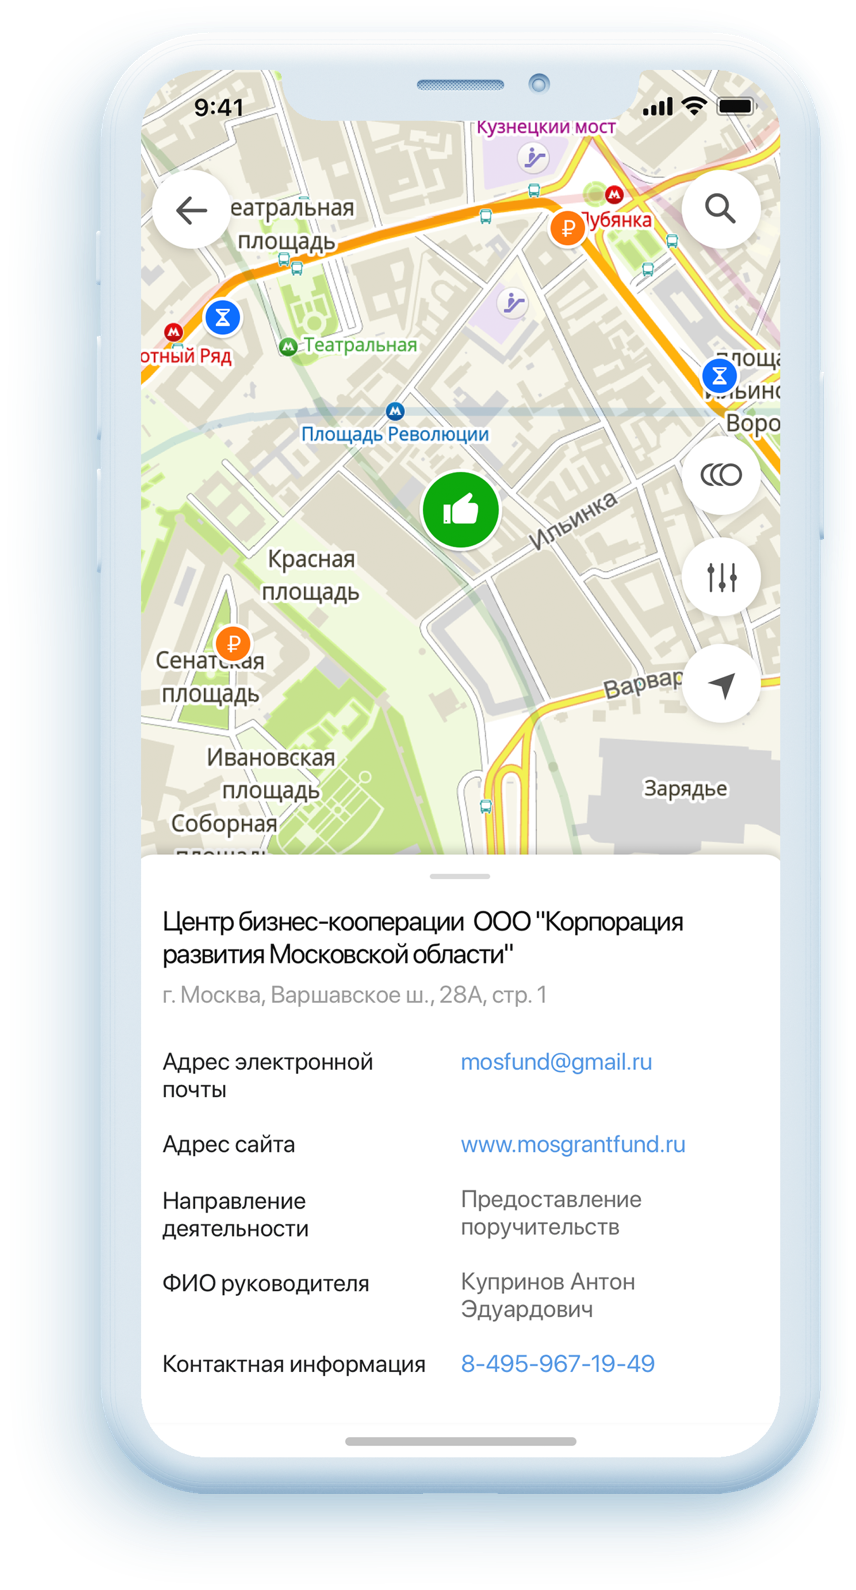 9:41
Кузнецкий мост
еатральная
площадь
Лубянка
отный Ряд
Театральная
площа
Ильинс
Воро
Площадь Революции
Ильинка
Красная
площадь
Сенатская
площадь
Варвар
Ивановская
площадь
Зарядье
Соборная
площадь
Центр бизнес-кооперации ООО "Корпорация
развития Московской области"
г. Москва, Варшавское ш., 28А, стр. 1
Адрес электронной
почты
mosfund@gmail.ru
Адрес сайта
www.mosgrantfund.ru
Направление
деятельности
Предоставление
поручительств
ФИО руководителя
Купринов Антон
Эдуардович
Контактная информация
8-495-967-19-49